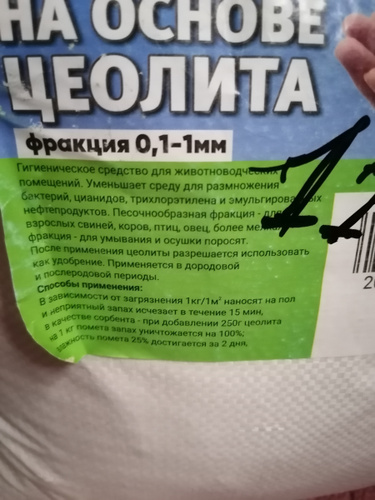 НА ОСНОВЕ
ЦЕОЛИТА
фракция 0,1-1мм
Гигиеническое средство для животноводческих
помещений. Уменьшает среду для размножения
бактерий, цианидов, трихлорэтилена и эмульгированных
нефтепродуктов. Песочнообразная фракция - для
взрослых свиней, коров, птиц, овец, более мелкая
фракция - для умывания и осушки поросят.
После применения цеолиты разрешается использовать
как удобрение. Применяется в дородовой
и послеродовой периоды.
Способы применения:
В зависимости от загрязнения 1кг/1м² наносят на пол
и неприятный запах исчезает в течение 15 мин,
в качестве сорбента - при добавлении 250г цеолита
на 1 кг помета запах уничтожается на 100%;
влажность помета 25% достигается за 2 дня,